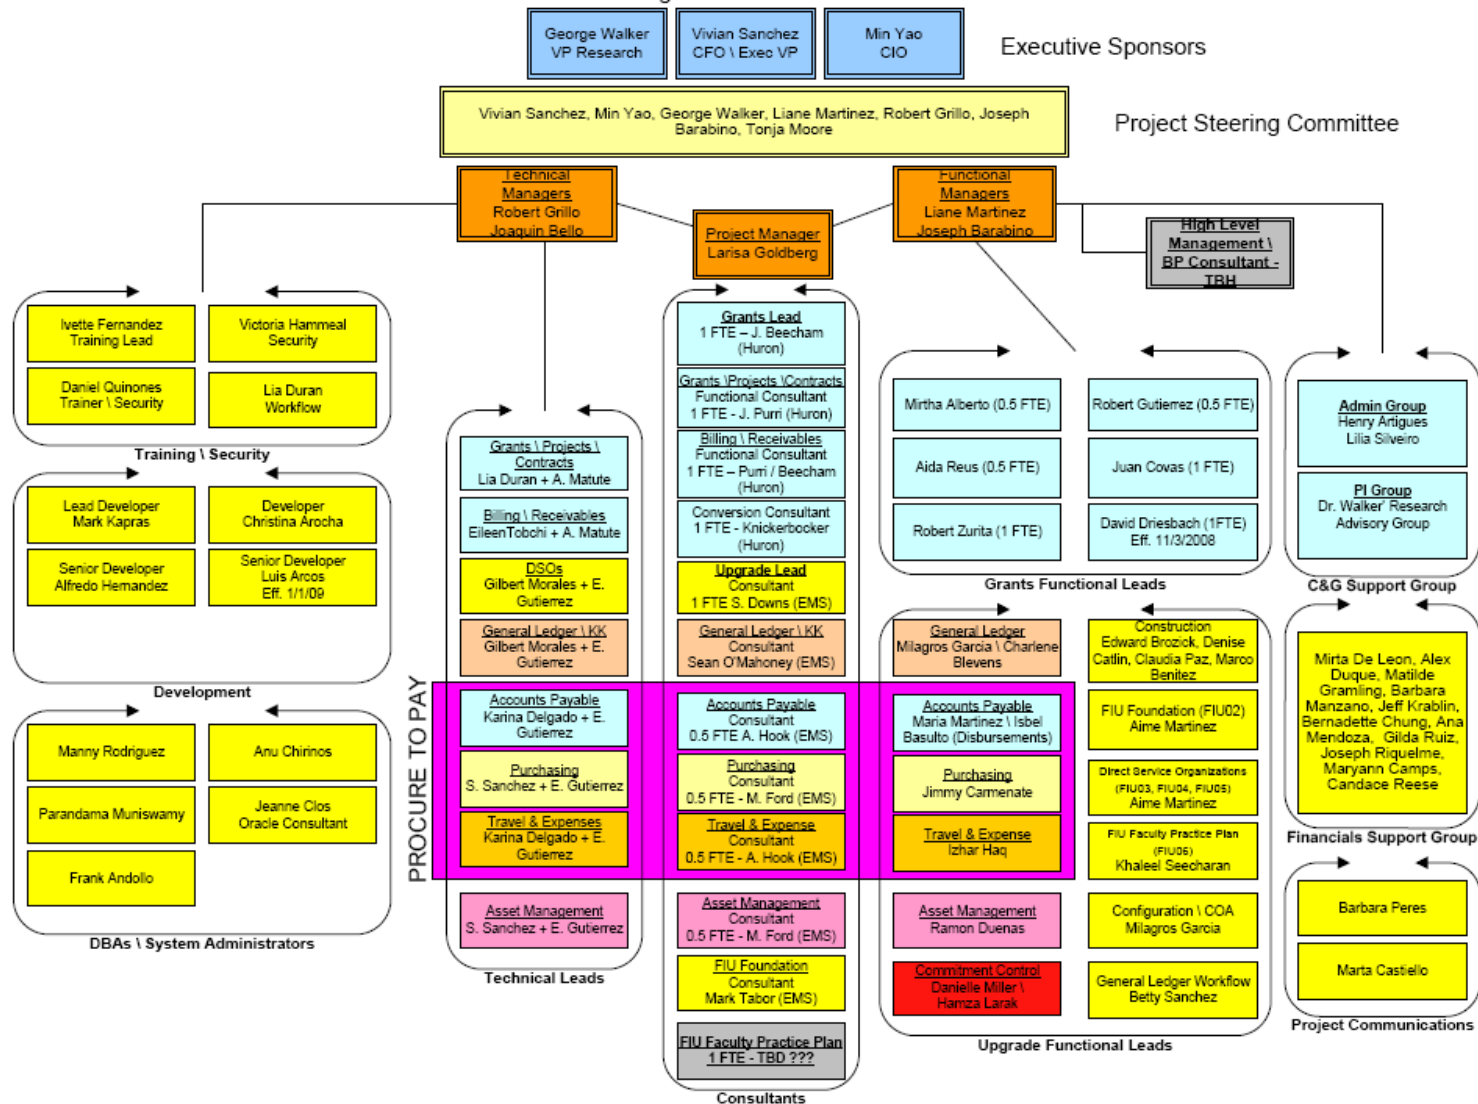 George Walker
VP Research
Vivian Sanchez
CFO \ Exec VP
Min Yao
CIO
Executive Sponsors
Vivian Sanchez, Min Yao, George Walker, Liane Martinez, Robert Grillo, Joseph
Barabino, Tonja Moore
Project Steering Committee
Technical
Managers
Robert Grillo
Joaquin Bello
Project Manager
Larisa Goldberg
Functional
Managers
Liane Martinez
Joseph Barabino
High Level
Management \
BP Consultant -
TBH
Ivette Fernandez
Training Lead
Victoria Hammeal
Security
Daniel Quinones
Trainer \ Security
Lia Duran
Workflow
Training \ Security
Lead Developer
Mark Kapras
Developer
Christina Arocha
Senior Developer
Alfredo Hernandez
Senior Developer
Luis Arcos
Eff. 1/1/09
Development
Manny Rodriguez
Anu Chirinos
Parandama Muniswamy
Jeanne Clos
Oracle Consultant
Frank Andollo
DBAs \ System Administrators
Grants \ Projects \
Contracts
Lia Duran + A. Matute
Billing \ Receivables
EileenTobchi + A. Matute
DSOs
Gilbert Morales + E.
Gutierrez
General Ledger \ KK
Gilbert Morales + E.
Gutierrez
PROCURE TO PAY
Accounts Payable
Karina Delgado + E.
Gutierrez
Purchasing
S. Sanchez + E. Gutierrez
Travel & Expenses
Karina Delgado + E.
Gutierrez
Asset Management
S. Sanchez + E. Gutierrez
Technical Leads
Grants Lead
1 FTE – J. Beecham
(Huron)
Grants \Projects \Contracts
Functional Consultant
1 FTE - J. Purri (Huron)
Billing \ Receivables
Functional Consultant
1 FTE – Purri / Beecham
(Huron)
Conversion Consultant
1 FTE - Knickerbocker
(Huron)
Upgrade Lead
Consultant
1 FTE S. Downs (EMS)
General Ledger \ KK
Consultant
Sean O'Mahoney (EMS)
Accounts Payable
Consultant
0.5 FTE A. Hook (EMS)
Purchasing
Consultant
0.5 FTE - M. Ford (EMS)
Travel & Expense
Consultant
0.5 FTE - A. Hook (EMS)
Asset Management
Consultant
0.5 FTE - M. Ford (EMS)
FIU Foundation
Consultant
Mark Tabor (EMS)
FIU Faculty Practice Plan
1 FTE - TBD ???
Consultants
Mirtha Alberto (0.5 FTE)
Robert Gutierrez (0.5 FTE)
Aida Reus (0.5 FTE)
Juan Covas (1 FTE)
Robert Zurita (1 FTE)
David Driesbach (1FTE)
Eff. 11/3/2008
Grants Functional Leads
General Ledger
Milagros Garcia \ Charlene
Blevens
Accounts Payable
Maria Martinez \ Isbel
Basulto (Disbursements)
Purchasing
Jimmy Carmenate
Travel & Expense
Izhar Haq
Asset Management
Ramon Duenas
Commitment Control
Danielle Miller \
Hamza Larak
Construction
Edward Brozick, Denise
Catlin, Claudia Paz, Marco
Benitez
FIU Foundation (FIU02)
Aime Martinez
Direct Service Organizations
(FIU03, FIU04, FIU05)
Aime Martinez
FIU Faculty Practice Plan
(FIU06)
Khaleel Seecharan
Configuration \ COA
Milagros Garcia
General Ledger Workflow
Betty Sanchez
Upgrade Functional Leads
Admin Group
Henry Artigues
Lilia Silveiro
PI Group
Dr. Walker' Research
Advisory Group
C&G Support Group
Mirta De Leon, Alex
Duque, Matilde
Gramling, Barbara
Manzano, Jeff Krablin,
Bernadette Chung, Ana
Mendoza, Gilda Ruiz,
Joseph Riquelme,
Maryann Camps,
Candace Reese
Financials Support Group
Barbara Peres
Marta Castiello
Project Communications